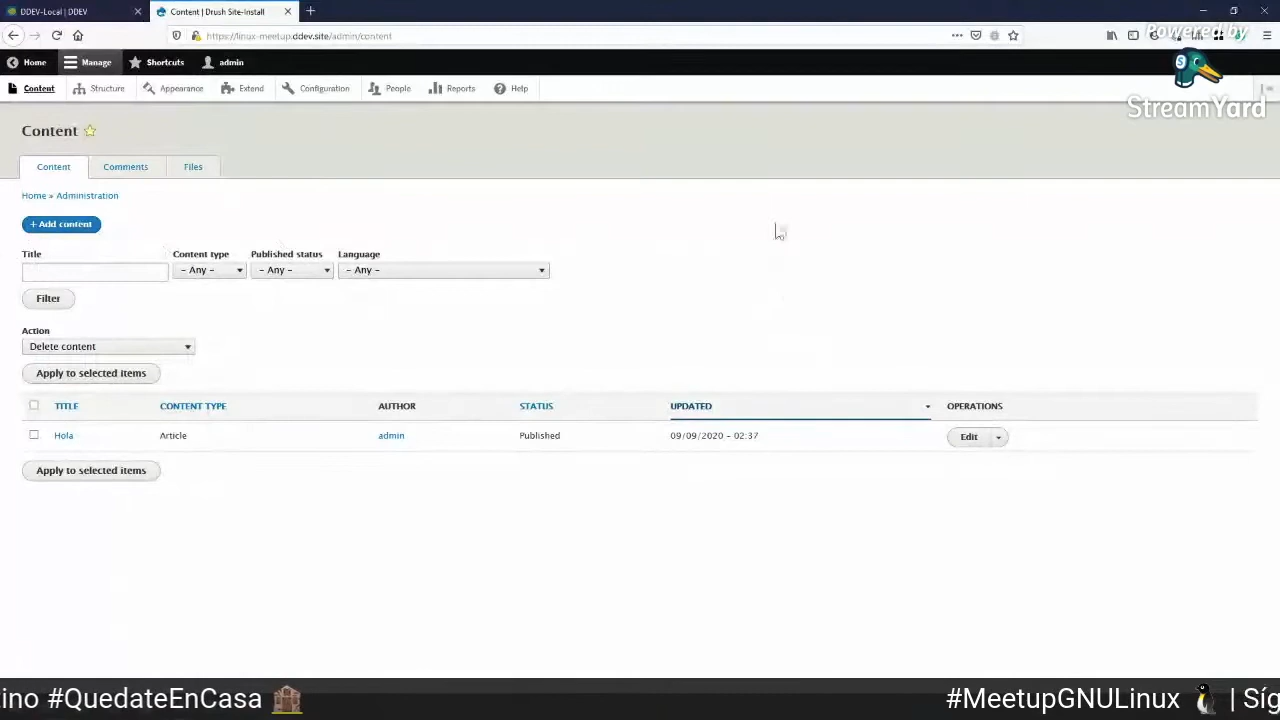 DDEV-Local | DDEV
Content | Drush Site-Install
https://linux-meetup.ddev.site/admin/content
Powered by
StreamYard
Home
Manage
Shortcuts
admin
Content
Structure
Appearance
Extend
Configuration
People
Reports
Help
Content
Content
Comments
Files
Home » Administration
+ Add content
Title
Content type
Published status
Language
- Any -
- Any -
- Any -
Filter
Action
Delete content
Apply to selected items
TITLE
CONTENT TYPE
AUTHOR
STATUS
UPDATED
OPERATIONS
Hola
Article
admin
Published
09/09/2020 - 02:37
Edit
Apply to selected items
tino #QuedateEnCasa
#MeetupGNULinux
| Síg